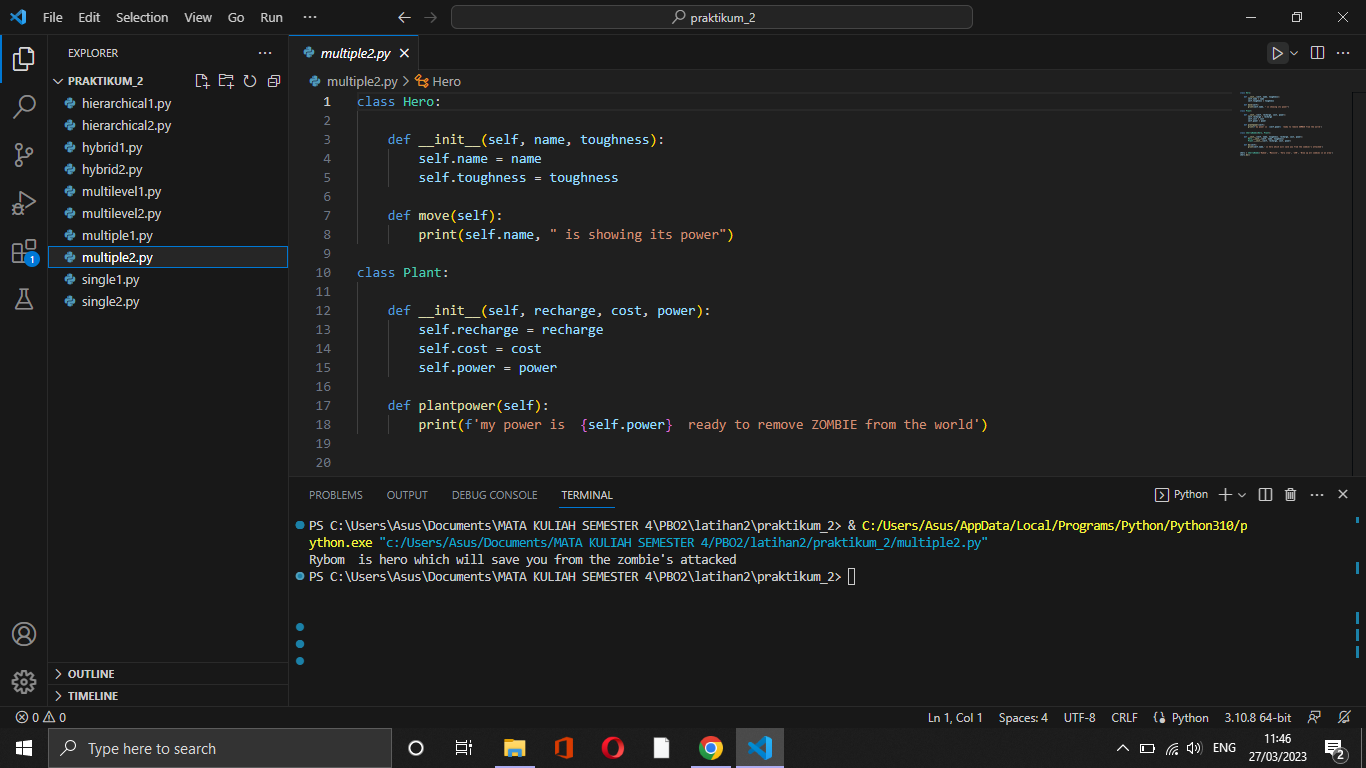 File Edit Selection View Go Run ··· praktikum_2
EXPLORER ···
PRAKTIKUM_2
hierarchical1.py
hierarchical2.py
hybrid1.py
hybrid2.py
multilevel1.py
multilevel2.py
multiple1.py
multiple2.py
single1.py
single2.py
OUTLINE
TIMELINE
1
multiple2.py
multiple2.py > Hero
1 class Hero:
2
3 def __init__(self, name, toughness):
4 self.name = name
5 self.toughness = toughness
6
7 def move(self):
8 print(self.name, " is showing its power")
9
10 class Plant:
11
12 def __init__(self, recharge, cost, power):
13 self.recharge = recharge
14 self.cost = cost
15 self.power = power
16
17 def plantpower(self):
18 print(f'my power is  {self.power}  ready to remove ZOMBIE from the world')
19
20
PROBLEMS OUTPUT DEBUG CONSOLE TERMINAL Python
PS C:\Users\Asus\Documents\MATA KULIAH SEMESTER 4\PBO2\latihan2\praktikum_2> & C:/Users/Asus/AppData/Local/Programs/Python/Python310/p
ython.exe "c:/Users/Asus/Documents/MATA KULIAH SEMESTER 4/PBO2/latihan2/praktikum_2/multiple2.py"
Rybom  is hero which will save you from the zombie's attacked
PS C:\Users\Asus\Documents\MATA KULIAH SEMESTER 4\PBO2\latihan2\praktikum_2>
0 0 Ln 1, Col 1 Spaces: 4 UTF-8 CRLF Python 3.10.8 64-bit
Type here to search ENG 11:46
27/03/2023 2